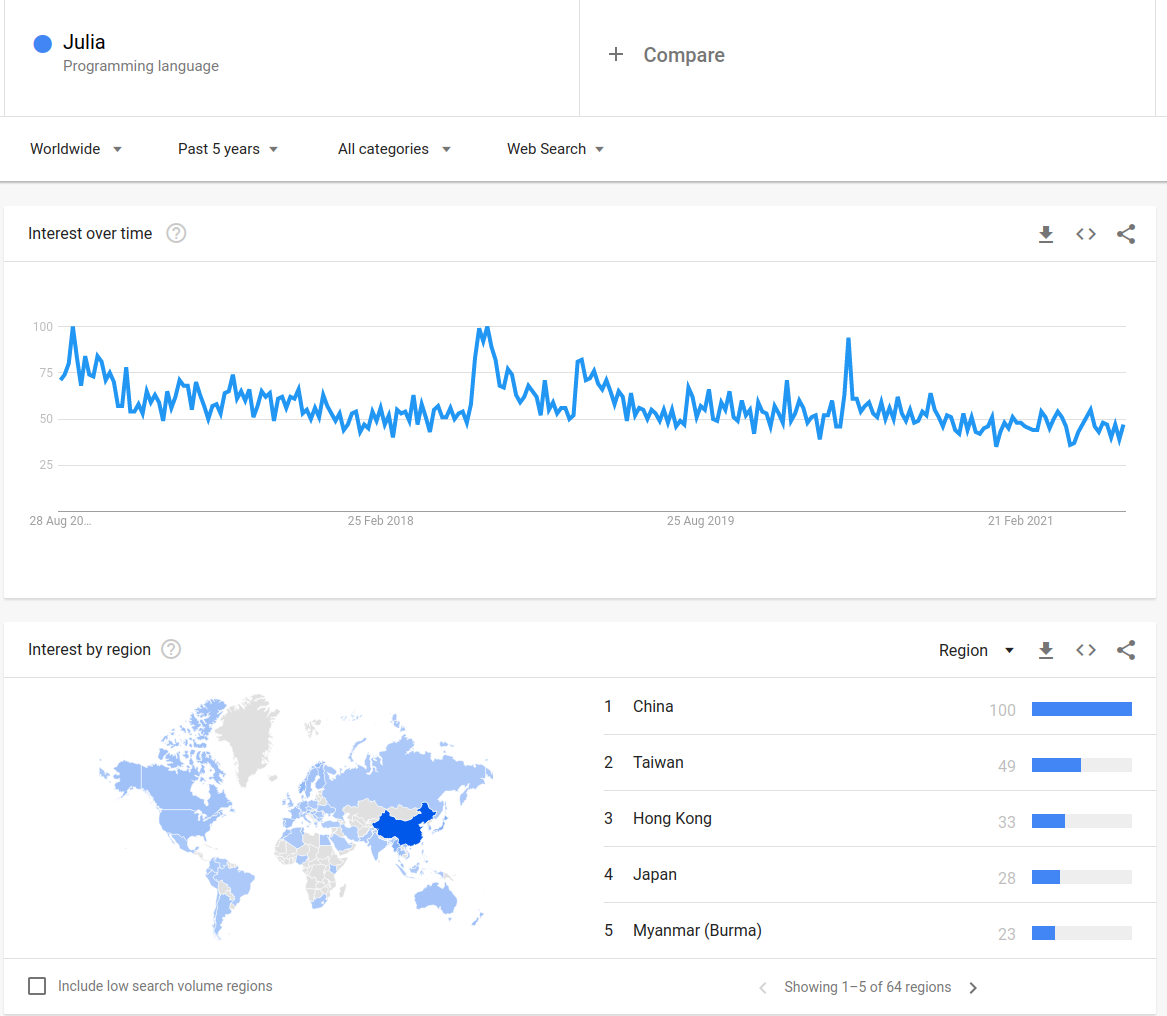 Julia
Programming language
+ Compare
Worldwide Past 5 years All categories Web Search
Interest over time ?
100
75
50
25
28 Aug 20... 25 Feb 2018 25 Aug 2019 21 Feb 2021
Interest by region ? Region
1 China 100
2 Taiwan 49
3 Hong Kong 33
4 Japan 28
5 Myanmar (Burma) 23
Include low search volume regions Showing 1–5 of 64 regions